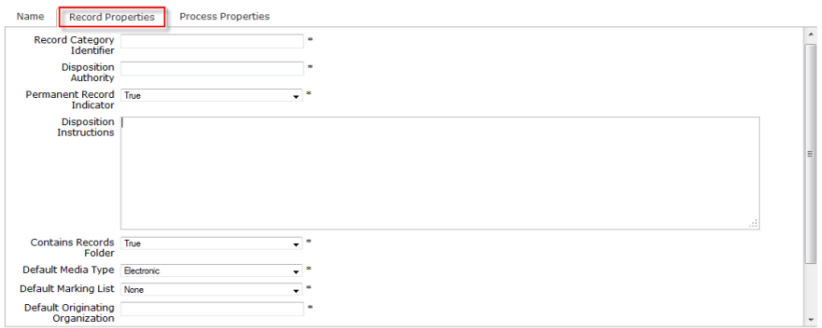 Name Record Properties Process Properties
Record Category
Identifier *
Disposition
Authority *
Permanent Record
Indicator True *
Disposition
Instructions
Contains Records
Folder True *
Default Media Type Electronic *
Default Marking List None *
Default Originating
Organization *